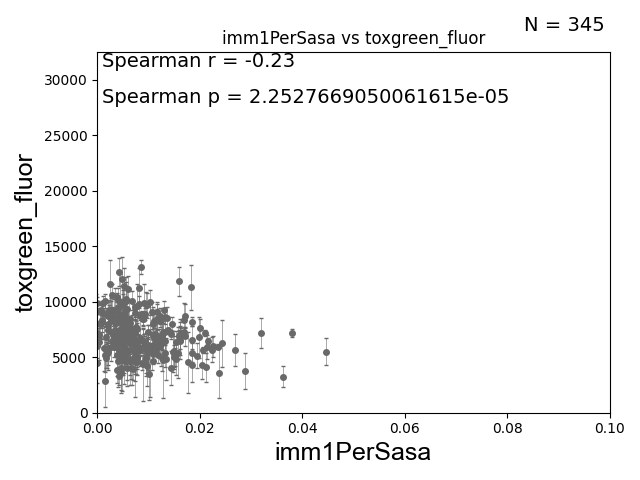 N = 345
imm1PerSasa vs toxgreen_fluor
Spearman r = -0.23
Spearman p = 2.2527669050061615e-05
30000
25000
20000
15000
10000
5000
0
toxgreen_fluor
0.00 0.02 0.04 0.06 0.08 0.10
imm1PerSasa